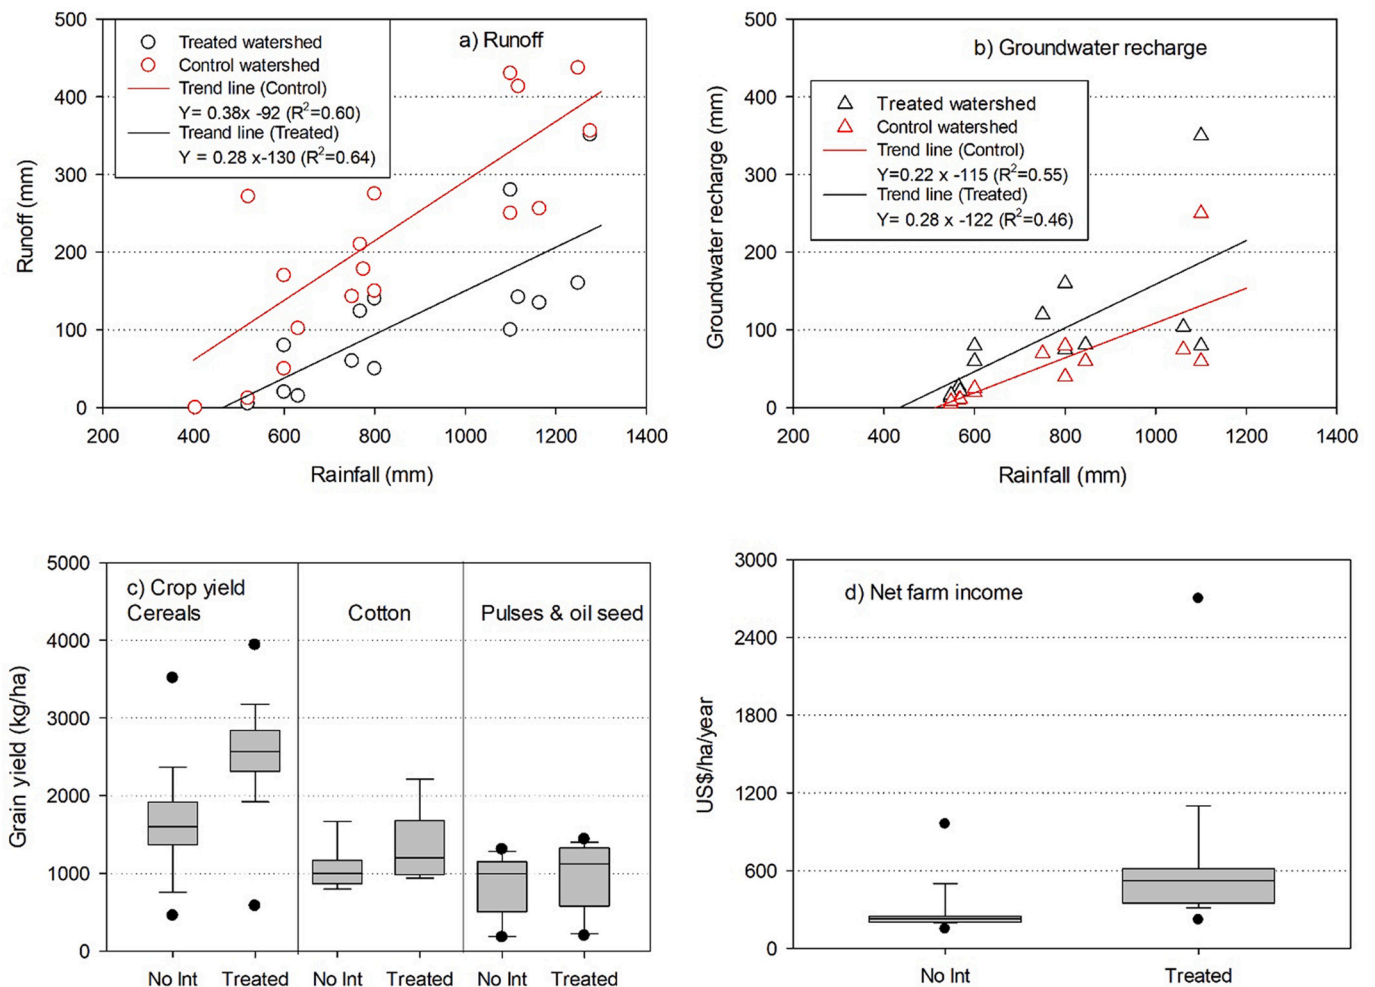 a) Runoff
Treated watershed
Control watershed
Trend line (Control)
Y= 0.38x -92 (R²=0.60)
Treand line (Treated)
Y = 0.28 x-130 (R²=0.64)
500
400
300
200
100
0
Runoff (mm)
200 400 600 800 1000 1200 1400
Rainfall (mm)
b) Groundwater recharge
Treated watershed
Control watershed
Trend line (Control)
Y=0.22 x -115 (R²=0.55)
Trend line (Treated)
Y= 0.28 x -122 (R²=0.46)
500
400
300
200
100
0
Groundwater recharge (mm)
200 400 600 800 1000 1200 1400
Rainfall (mm)
c) Crop yield
Cereals Cotton Pulses & oil seed
5000
4000
3000
2000
1000
0
Grain yield (kg/ha)
No Int Treated No Int Treated No Int Treated
d) Net farm income
3000
2400
1800
1200
600
0
US$/ha/year
No Int Treated